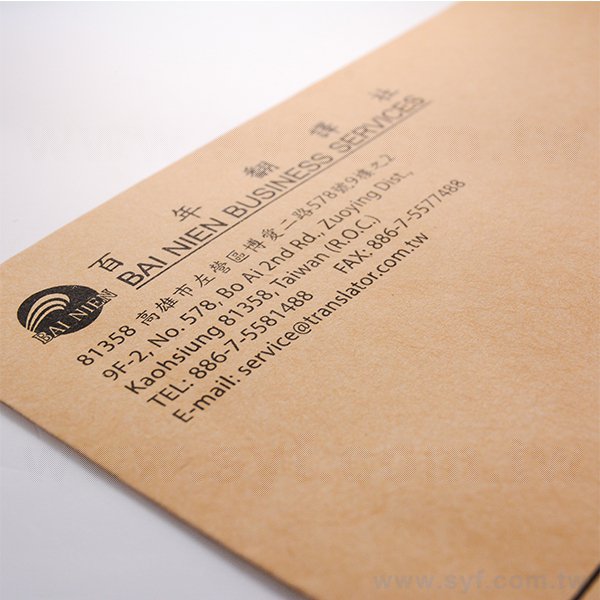 百年翻譯社
BAI NIEN BUSINESS SERVICES
BAI NIEN
81358 高雄市左營區博愛二路578號9樓之2
9F-2, No.578, Bo Ai 2nd Rd., Zuoying Dist.,
Kaohsiung 81358, Taiwan (R.O.C.)
TEL: 886-7-5581488 FAX: 886-7-5577488
E-mail: service@translator.com.tw
www.syf.com.tw